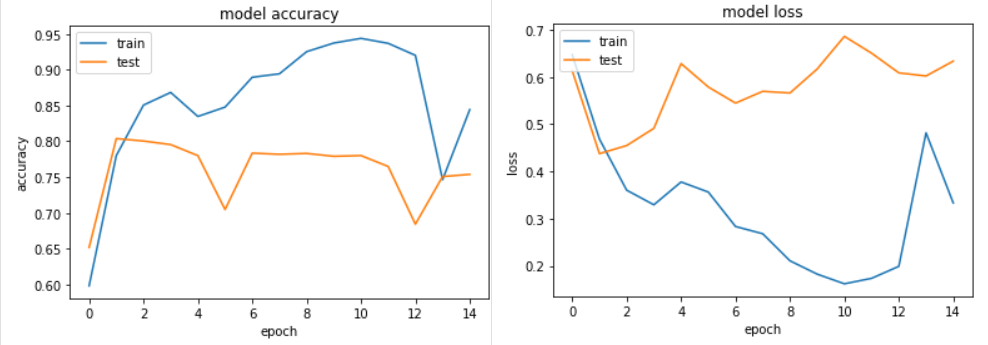 model accuracy
train
test
0.95
0.90
0.85
0.80
0.75
0.70
0.65
0.60
accuracy
0 2 4 6 8 10 12 14
epoch
model loss
train
test
0.7
0.6
0.5
0.4
0.3
0.2
loss
0 2 4 6 8 10 12 14
epoch